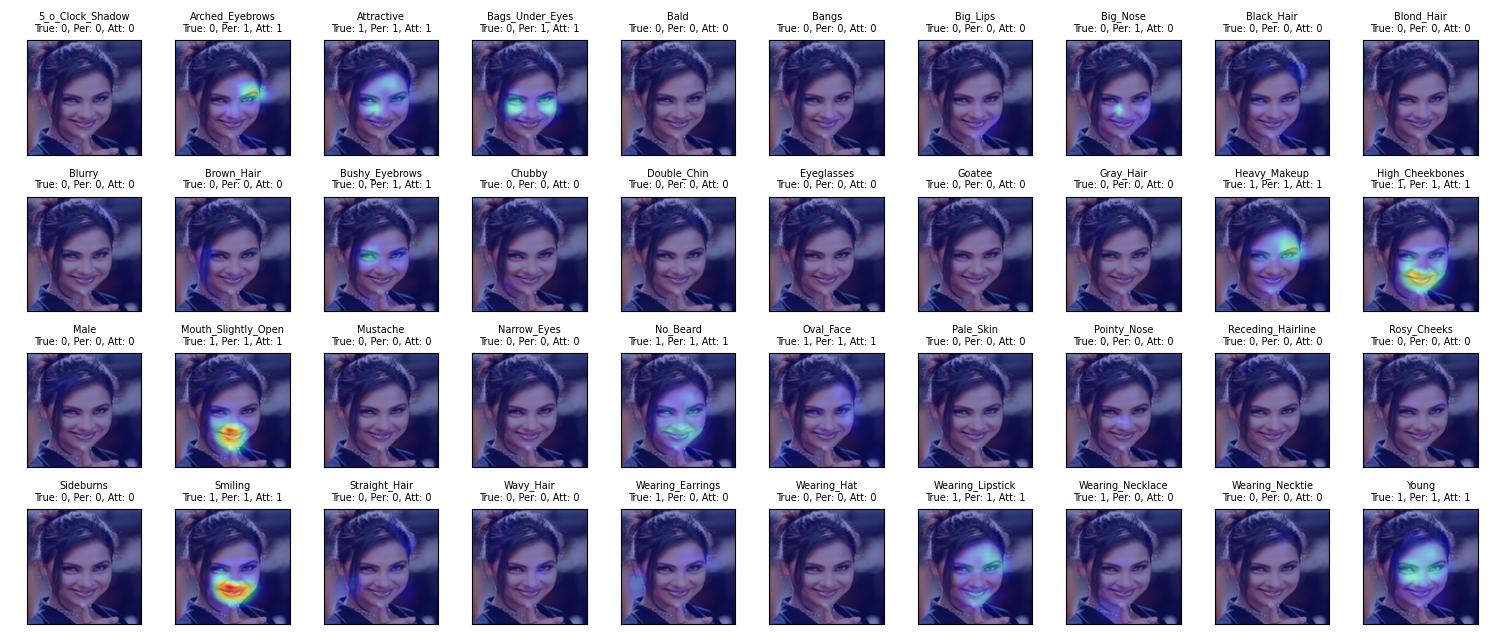 5_o_Clock_Shadow
True: 0, Per: 0, Att: 0
Arched_Eyebrows
True: 0, Per: 1, Att: 1
Attractive
True: 1, Per: 1, Att: 1
Bags_Under_Eyes
True: 0, Per: 1, Att: 1
Bald
True: 0, Per: 0, Att: 0
Bangs
True: 0, Per: 0, Att: 0
Big_Lips
True: 0, Per: 0, Att: 0
Big_Nose
True: 0, Per: 1, Att: 0
Black_Hair
True: 0, Per: 0, Att: 0
Blond_Hair
True: 0, Per: 0, Att: 0
Blurry
True: 0, Per: 0, Att: 0
Brown_Hair
True: 0, Per: 0, Att: 0
Bushy_Eyebrows
True: 0, Per: 1, Att: 1
Chubby
True: 0, Per: 0, Att: 0
Double_Chin
True: 0, Per: 0, Att: 0
Eyeglasses
True: 0, Per: 0, Att: 0
Goatee
True: 0, Per: 0, Att: 0
Gray_Hair
True: 0, Per: 0, Att: 0
Heavy_Makeup
True: 1, Per: 1, Att: 1
High_Cheekbones
True: 1, Per: 1, Att: 1
Male
True: 0, Per: 0, Att: 0
Mouth_Slightly_Open
True: 1, Per: 1, Att: 1
Mustache
True: 0, Per: 0, Att: 0
Narrow_Eyes
True: 0, Per: 0, Att: 0
No_Beard
True: 1, Per: 1, Att: 1
Oval_Face
True: 1, Per: 1, Att: 1
Pale_Skin
True: 0, Per: 0, Att: 0
Pointy_Nose
True: 0, Per: 0, Att: 0
Receding_Hairline
True: 0, Per: 0, Att: 0
Rosy_Cheeks
True: 0, Per: 0, Att: 0
Sideburns
True: 0, Per: 0, Att: 0
Smiling
True: 1, Per: 1, Att: 1
Straight_Hair
True: 0, Per: 0, Att: 0
Wavy_Hair
True: 0, Per: 0, Att: 0
Wearing_Earrings
True: 1, Per: 0, Att: 0
Wearing_Hat
True: 0, Per: 0, Att: 0
Wearing_Lipstick
True: 1, Per: 1, Att: 1
Wearing_Necklace
True: 1, Per: 0, Att: 0
Wearing_Necktie
True: 0, Per: 0, Att: 0
Young
True: 1, Per: 1, Att: 1